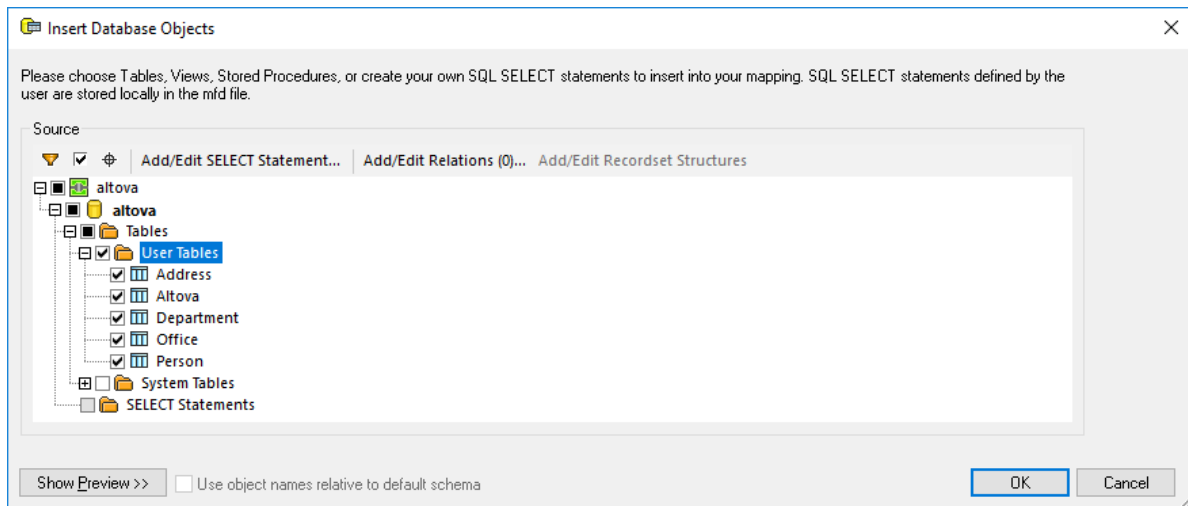 Insert Database Objects
Please choose Tables, Views, Stored Procedures, or create your own SQL SELECT statements to insert into your mapping. SQL SELECT statements defined by the
user are stored locally in the mfd file.
Source
Add/Edit SELECT Statement... Add/Edit Relations (0)... Add/Edit Recordset Structures
altova
altova
Tables
User Tables
Address
Altova
Department
Office
Person
System Tables
SELECT Statements
Show Preview >> Use object names relative to default schema OK Cancel